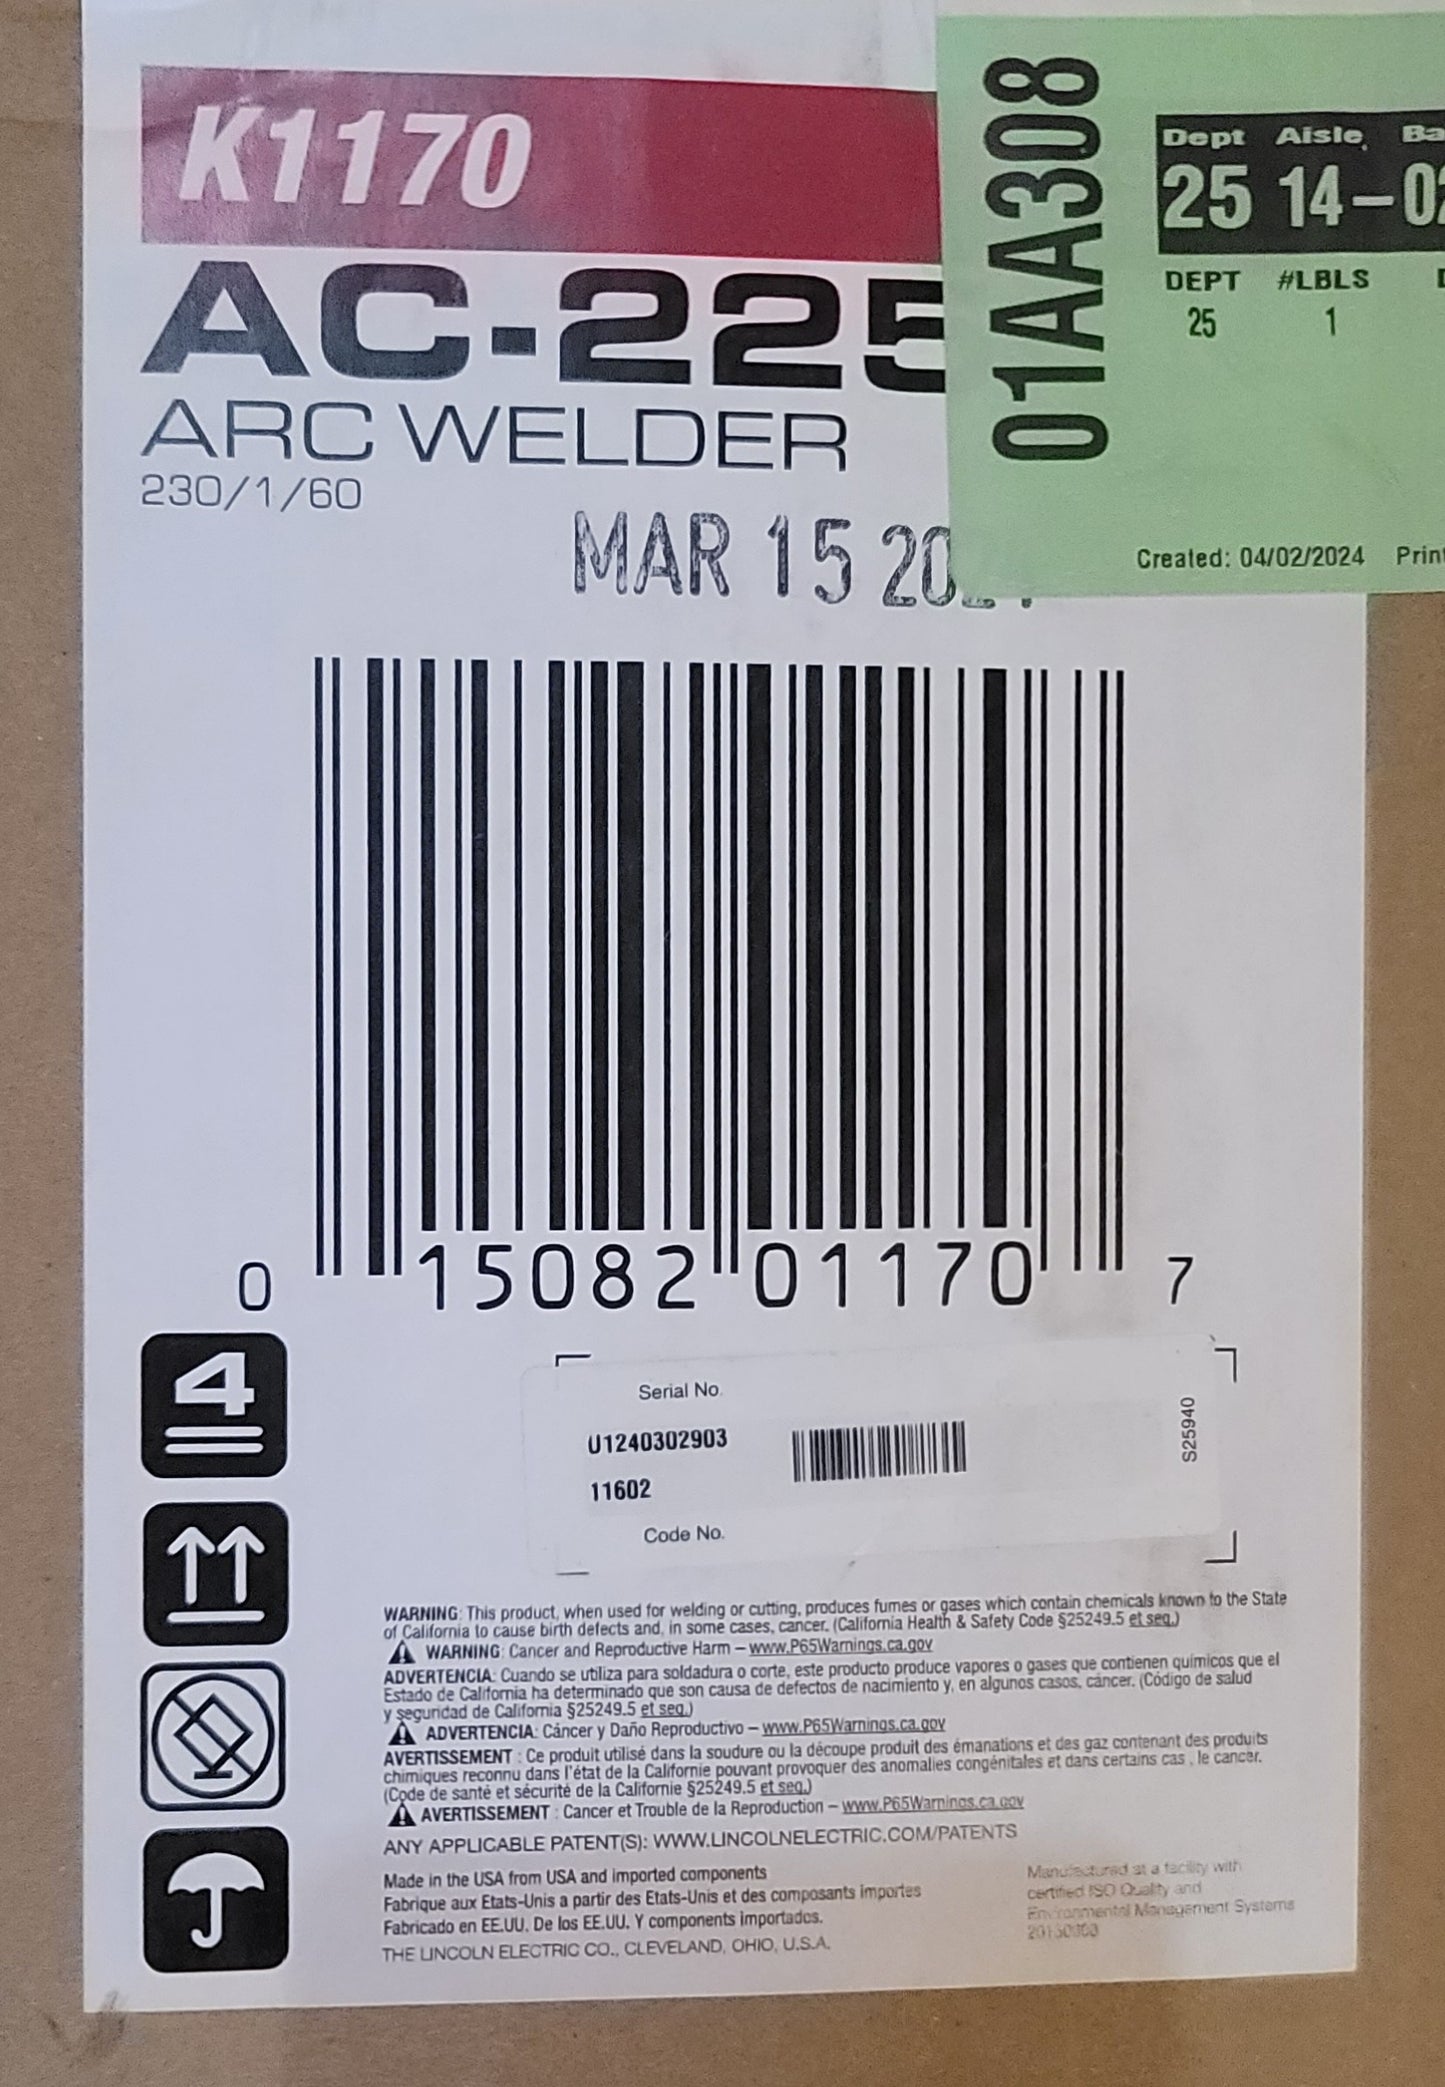 K1170
AC-225
ARC WELDER
230/1/60
MAR 15
01AA308
Dept Aisle
25 14-02
DEPT #LBLS
25 1
Created: 04/02/2024
0 15082 01170 7
4
Serial No.
U1240302903
11602
Code No.
S25940
WARNING: This product, when used for welding or cutting, produces fumes or gases which contain chemicals known to the State
of California to cause birth defects and, in some cases, cancer. (California Health & Safety Code §25249.5 et seq.)
WARNING: Cancer and Reproductive Harm – www.P65Warnings.ca.gov
ADVERTENCIA: Cuando se utiliza para soldadura o corte, este producto produce vapores o gases que contienen químicos que el
Estado de California ha determinado que son causa de defectos de nacimiento y, en algunos casos, cáncer. (Código de salud
y seguridad de California §25249.5 et seq.)
ADVERTENCIA: Cáncer y Daño Reproductivo – www.P65Warnings.ca.gov
AVERTISSEMENT : Ce produit utilisé dans la soudure ou la découpe produit des émanations et des gaz contenant des produits
chimiques reconnu dans l'état de la Californie pouvant provoquer des anomalies congénitales et dans certains cas , le cancer.
(Code de santé et sécurité de la Californie §25249.5 et seq.)
AVERTISSEMENT : Cancer et Trouble de la Reproduction – www.P65Warnings.ca.gov
ANY APPLICABLE PATENT(S): WWW.LINCOLNELECTRIC.COM/PATENTS
Made in the USA from USA and imported components
Fabrique aux Etats-Unis a partir des Etats-Unis et des composants importes
Fabricado en EE.UU. De los EE.UU. Y componentes importados.
THE LINCOLN ELECTRIC CO., CLEVELAND, OHIO, U.S.A.
Manufactured at a facility with
certified ISO Quality and
Environmental Management Systems